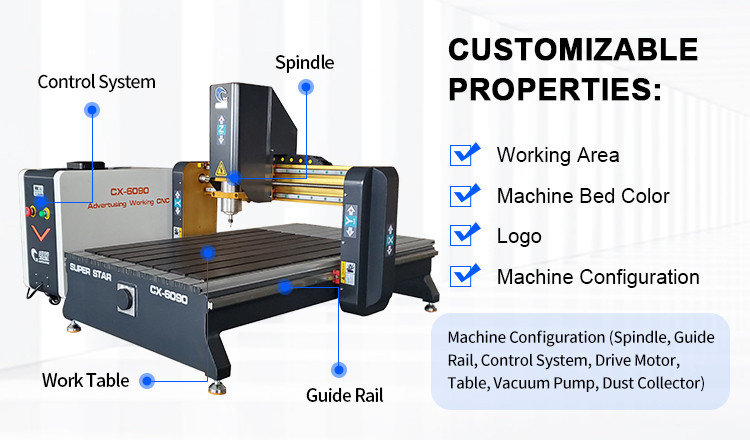 CUSTOMIZABLE
PROPERTIES:
Control System
Spindle
Working Area
Machine Bed Color
Logo
Machine Configuration
CX-6090
Advertusing Working CNC
Z
X
Y
X
SUPER STAR
CX-6090
Work Table
Guide Rail
Machine Configuration (Spindle, Guide
Rail, Control System, Drive Motor,
Table, Vacuum Pump, Dust Collector)